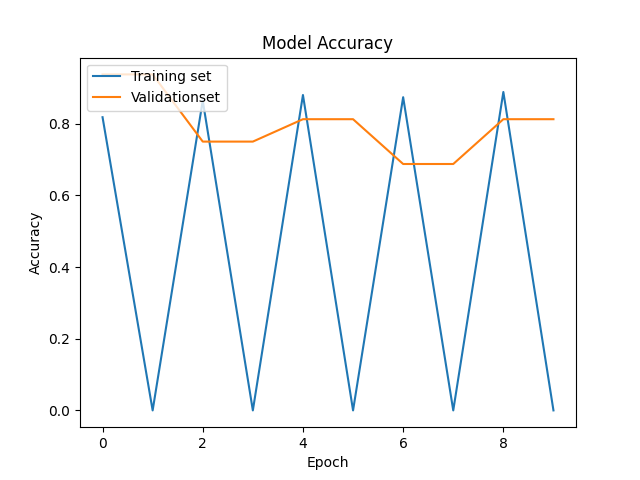 Model Accuracy
Training set
Validationset
Accuracy
0.8
0.6
0.4
0.2
0.0
0 2 4 6 8
Epoch